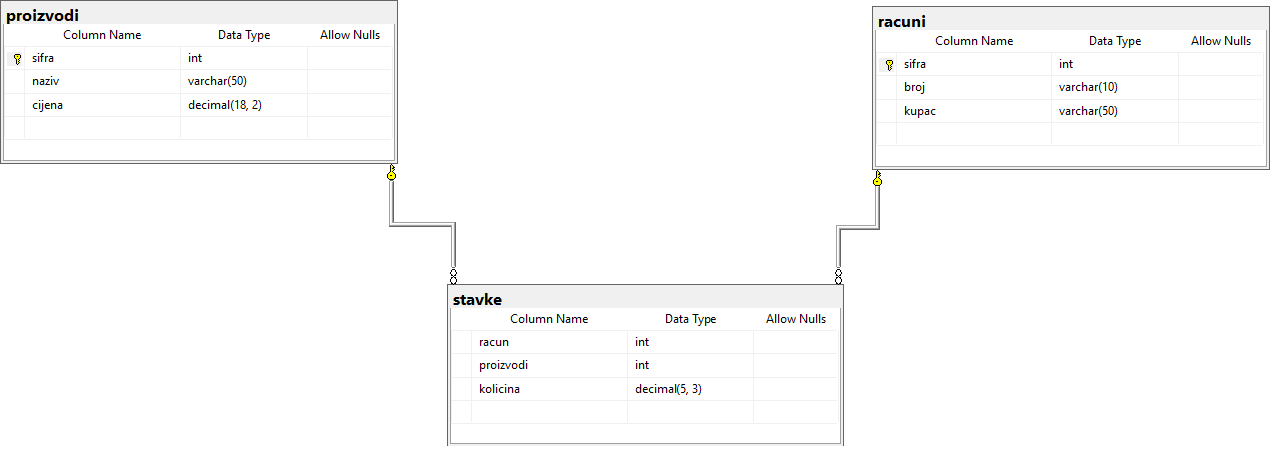 proizvodi
Column Name Data Type Allow Nulls
sifra int
naziv varchar(50)
cijena decimal(18, 2)
racuni
Column Name Data Type Allow Nulls
sifra int
broj varchar(10)
kupac varchar(50)
stavke
Column Name Data Type Allow Nulls
racun int
proizvodi int
kolicina decimal(5, 3)